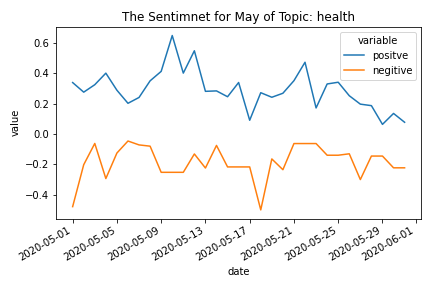 The Sentimnet for May of Topic: health
variable
positve
negitive
value
0.6
0.4
0.2
0.0
−0.2
−0.4
2020-05-01
2020-05-05
2020-05-09
2020-05-13
2020-05-17
2020-05-21
2020-05-25
2020-05-29
2020-06-01
date